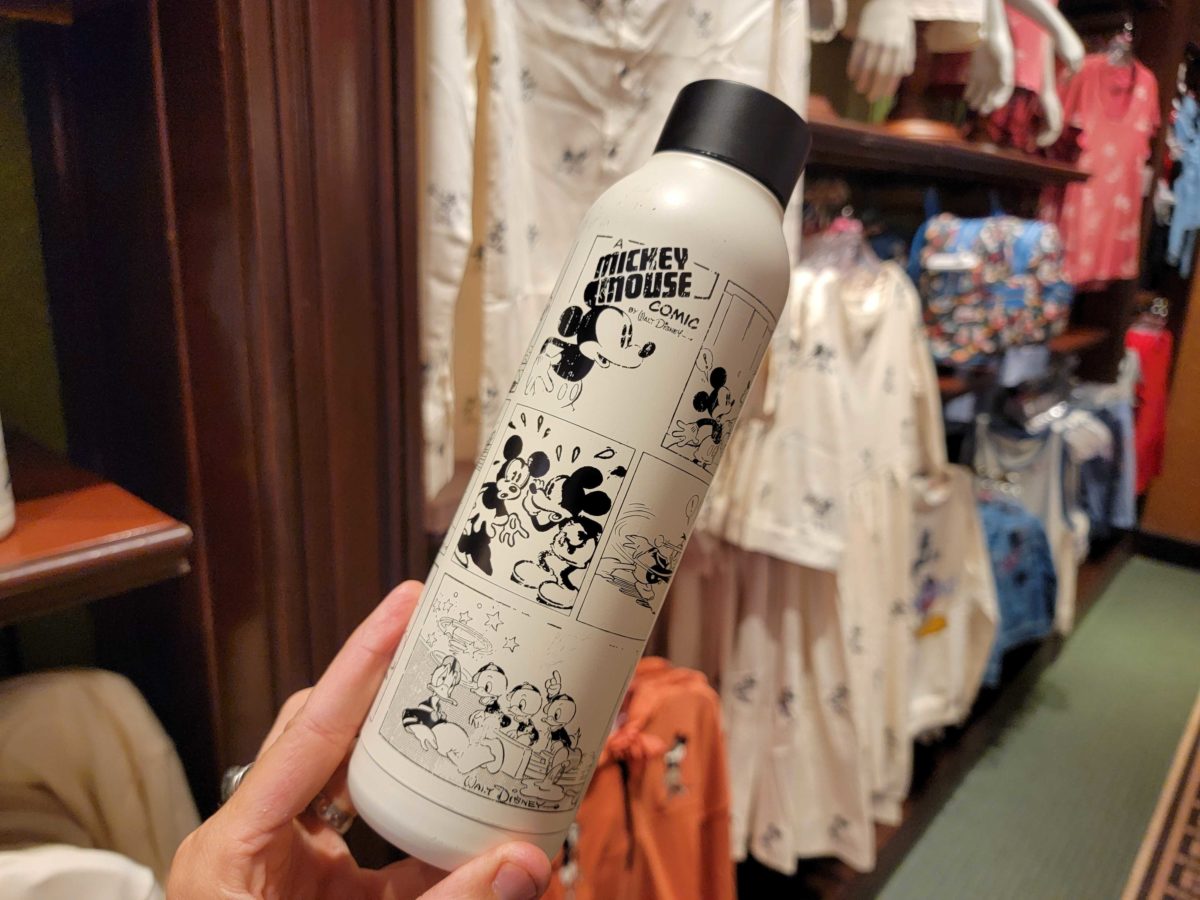 A
MICKEY
MOUSE
COMIC
BY WALT DISNEY
!
WALT DISNEY